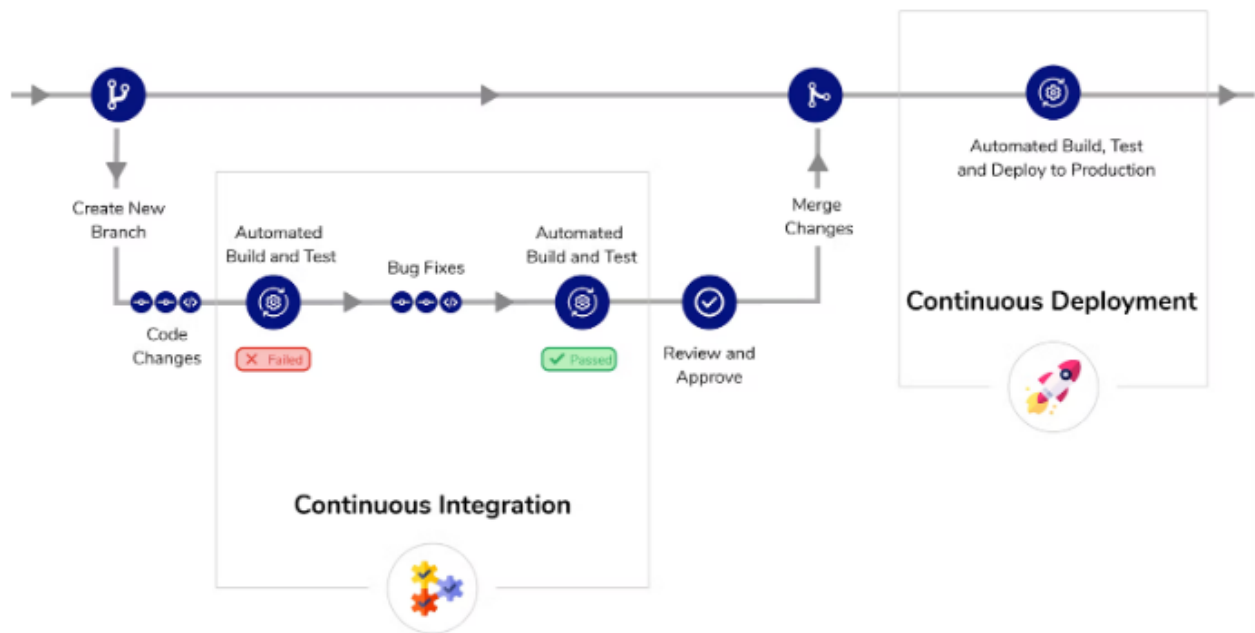 Create New
Branch
Code
Changes
Automated
Build and Test
Failed
Bug Fixes
Automated
Build and Test
Passed
Continuous Integration
Review and
Approve
Merge
Changes
Automated Build, Test
and Deploy to Production
Continuous Deployment